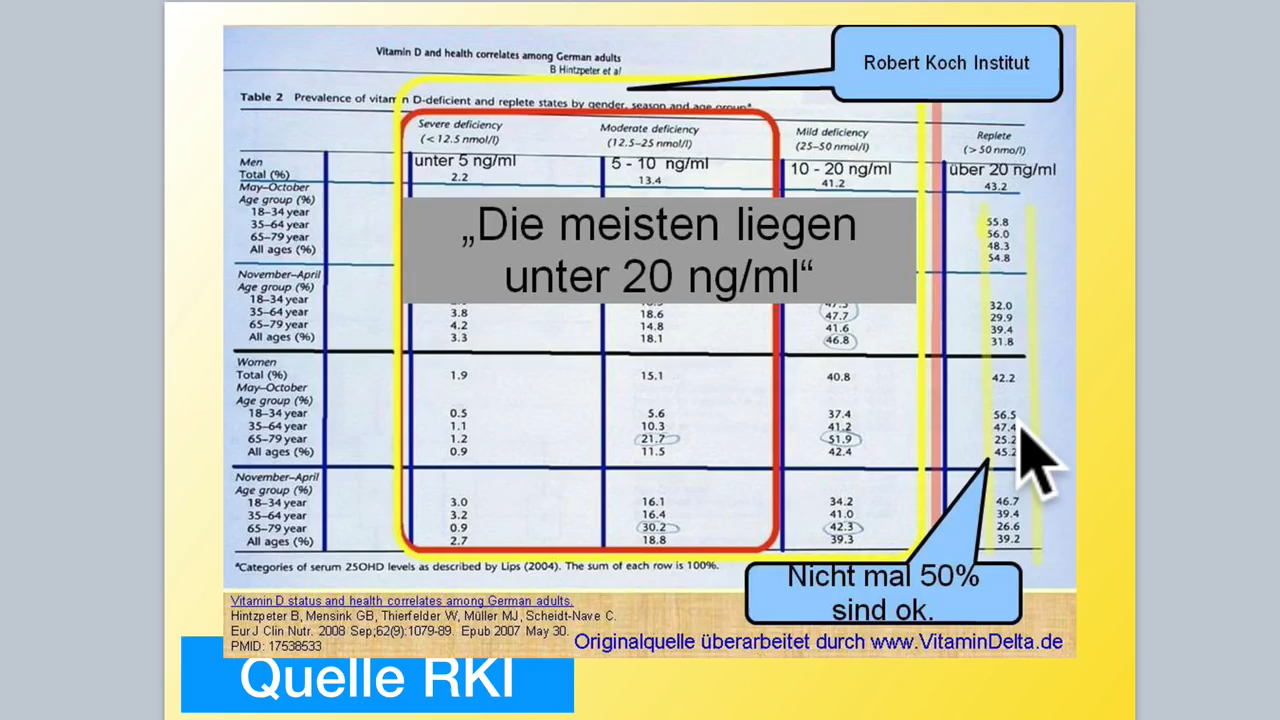 Vitamin D and health correlates among German adults
B Hintzpeter et al
Robert Koch Institut
Table 2 Prevalence of vitamin D-deficient and replete states by gender, season and age groupª
Severe deficiency Moderate deficiency Mild deficiency Replete
(< 12.5 nmol/l) (12.5–25 nmol/l) (25–50 nmol/l) (> 50 nmo/l)
Men unter 5 ng/ml 5 - 10 ng/ml 10 - 20 ng/ml über 20 ng/ml
Total (%) 2.2 13.4 41.2 43.2
May–October
Age group (%)
18–34 year 55.8
35–64 year 56.0
65–79 year 48.3
All ages (%) 54.8
„Die meisten liegen
unter 20 ng/ml“
November–April
Age group (%)
18–34 year 32.0
35–64 year 3.8 18.6 47.7 29.9
65–79 year 4.2 14.8 41.6 39.4
All ages (%) 3.3 18.1 46.8 31.8
Women
Total (%) 1.9 15.1 40.8 42.2
May–October
Age group (%)
18–34 year 0.5 5.6 37.4 56.5
35–64 year 1.1 10.3 41.2 47.4
65–79 year 1.2 21.7 51.9 25.2
All ages (%) 0.9 11.5 42.4 45.2
November–April
Age group (%)
18–34 year 3.0 16.1 34.2 46.7
35–64 year 3.2 16.4 41.0 39.4
65–79 year 0.9 30.2 42.3 26.6
All ages (%) 2.7 18.8 39.3 39.2
ªCategories of serum 25OHD levels as described by Lips (2004). The sum of each row is 100%.
Nicht mal 50%
sind ok.
Vitamin D status and health correlates among German adults.
Hintzpeter B, Mensink GB, Thierfelder W, Müller MJ, Scheidt-Nave C.
Eur J Clin Nutr. 2008 Sep;62(9):1079-89. Epub 2007 May 30.
PMID: 17538533
Originalquelle überarbeitet durch www.VitaminDelta.de
Quelle RKI